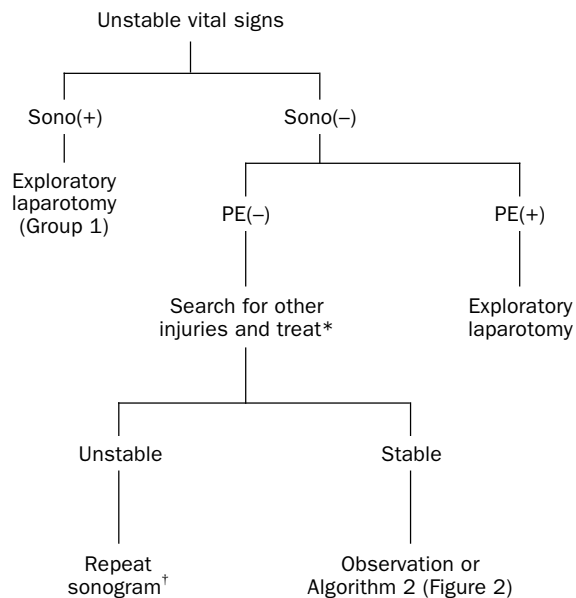 Unstable vital signs
Sono(+)
Sono(–)
Exploratory
laparotomy
(Group 1)
PE(–)
PE(+)
Search for other
injuries and treat*
Exploratory
laparotomy
Unstable
Stable
Repeat
sonogram†
Observation or
Algorithm 2 (Figure 2)